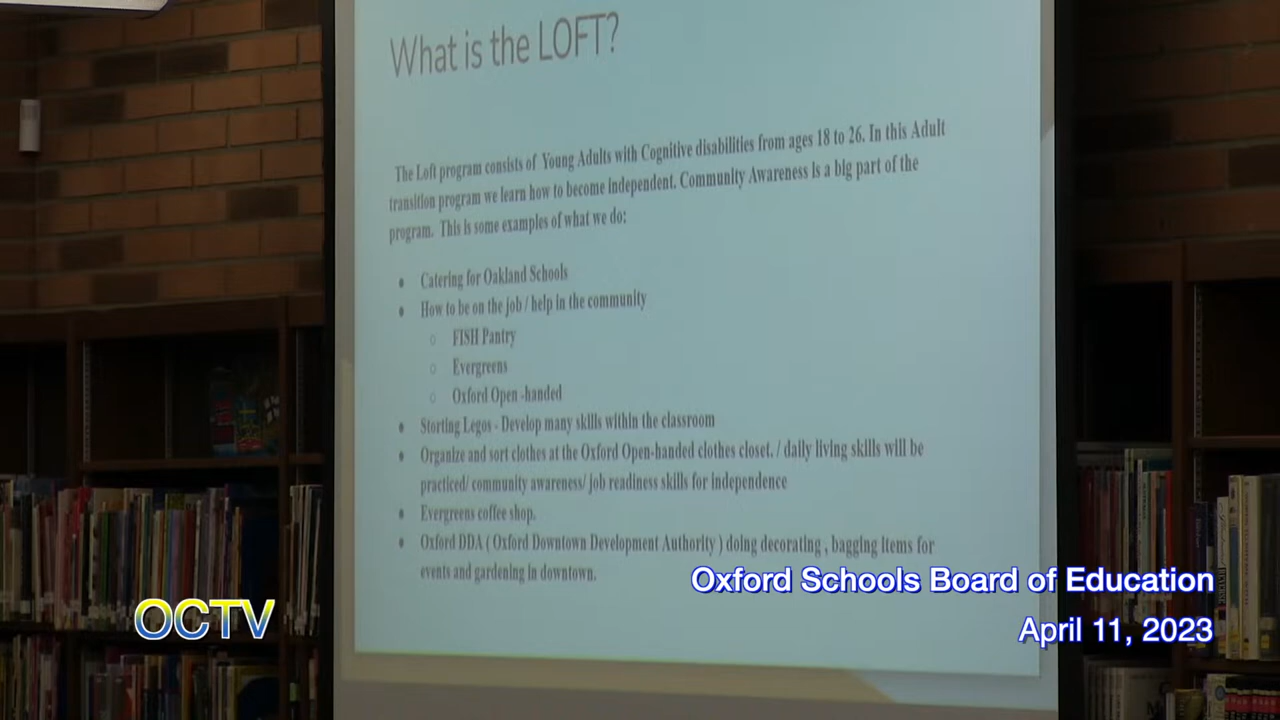 What is the LOFT?
The Loft program consists of Young Adults with Cognitive disabilities from ages 18 to 26. In this Adult
transition program we learn how to become independent. Community Awareness is a big part of the
program. This is some examples of what we do:
• Catering for Oakland Schools
• How to be on the job / help in the community
○ FISH Pantry
○ Evergreens
○ Oxford Open -handed
• Storting Legos - Develop many skills within the classroom
• Organize and sort clothes at the Oxford Open-handed clothes closet. / daily living skills will be
practiced/ community awareness/ job readiness skills for independence
• Evergreens coffee shop.
• Oxford DDA ( Oxford Downtown Development Authority ) doing decorating , bagging items for
events and gardening in downtown.
Oxford Schools Board of Education
April 11, 2023
OCTV